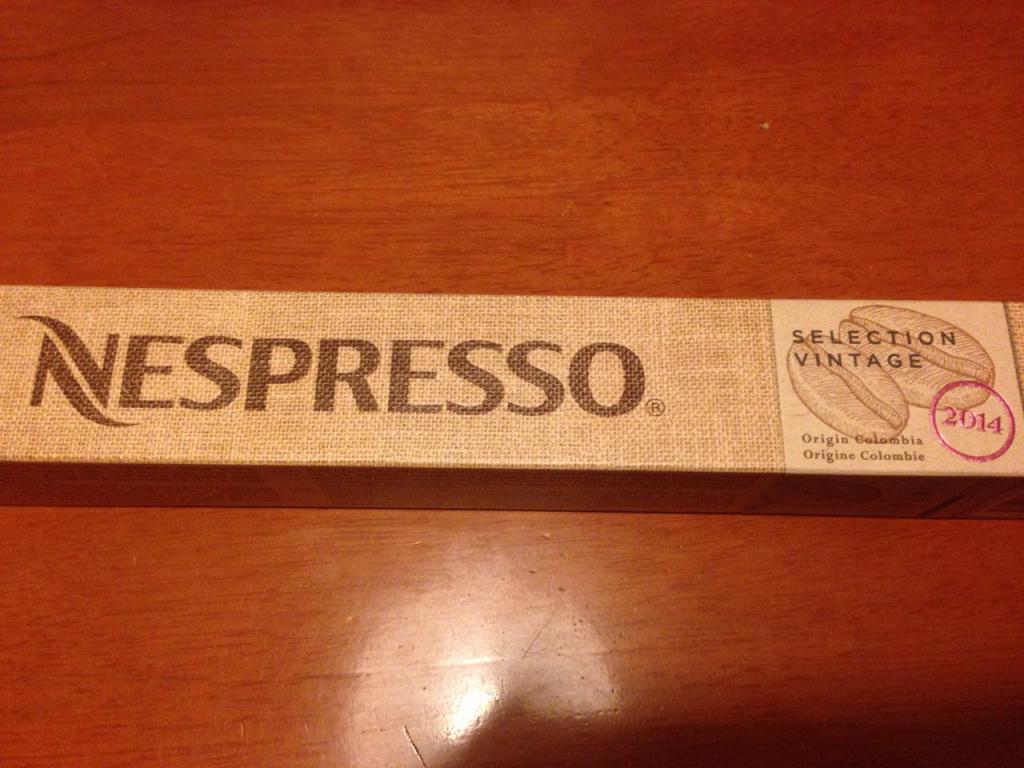 NESPRESSO®
SELECTION
VINTAGE
2014
Origin Colombia
Origine Colombie